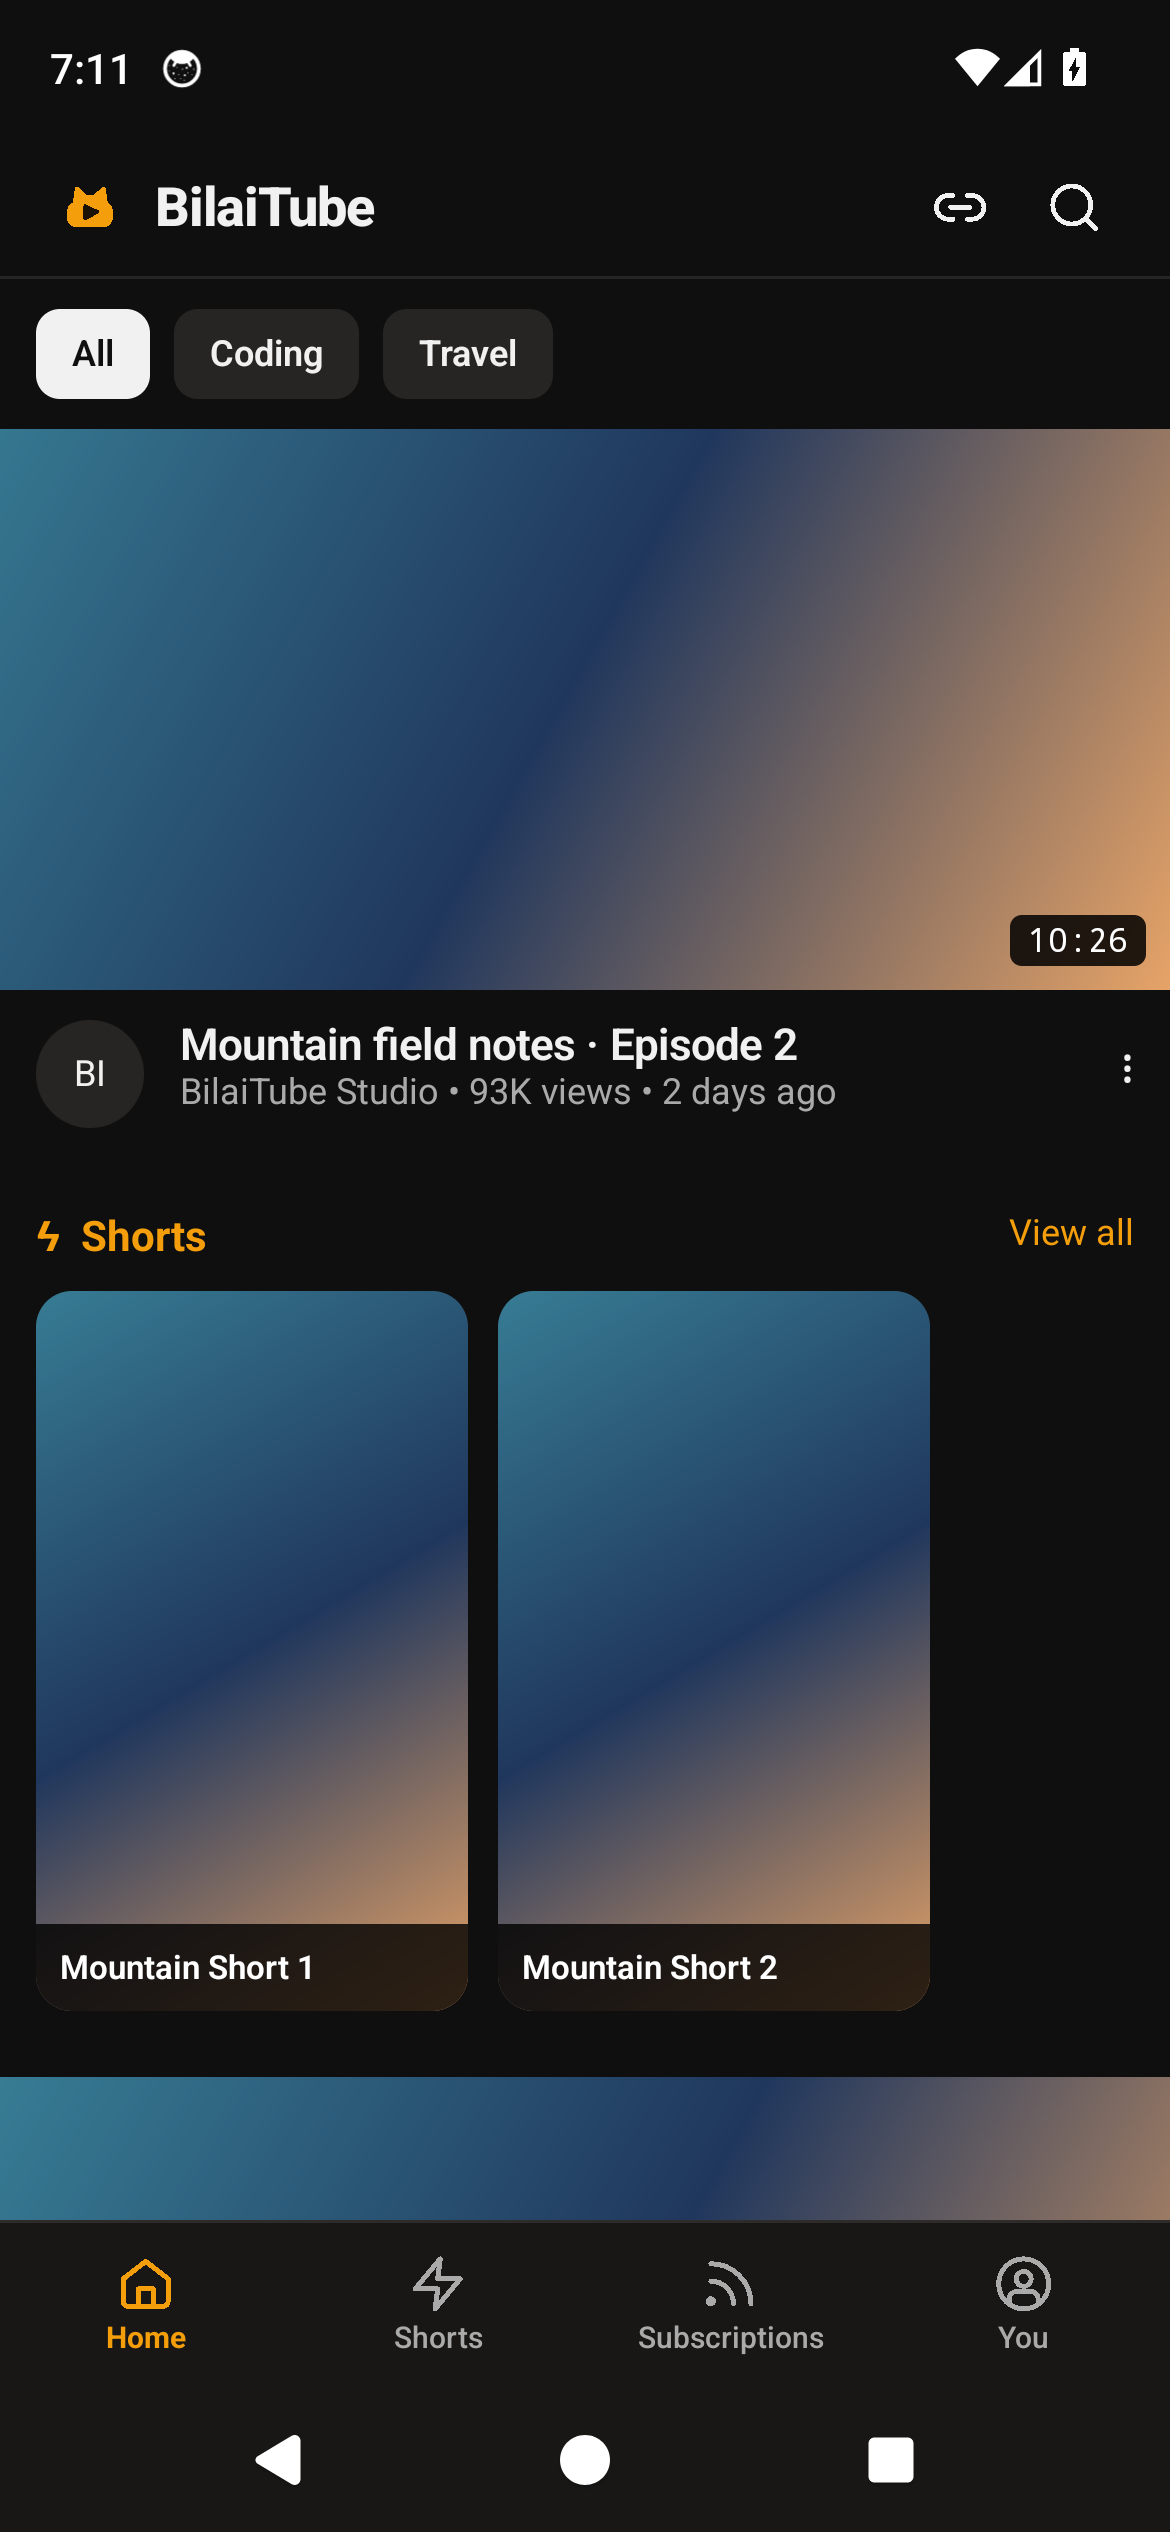 7:11
BilaiTube
All Coding Travel
10:26
BI
Mountain field notes · Episode 2
BilaiTube Studio • 93K views • 2 days ago
Shorts View all
Mountain Short 1 Mountain Short 2
Home Shorts Subscriptions You